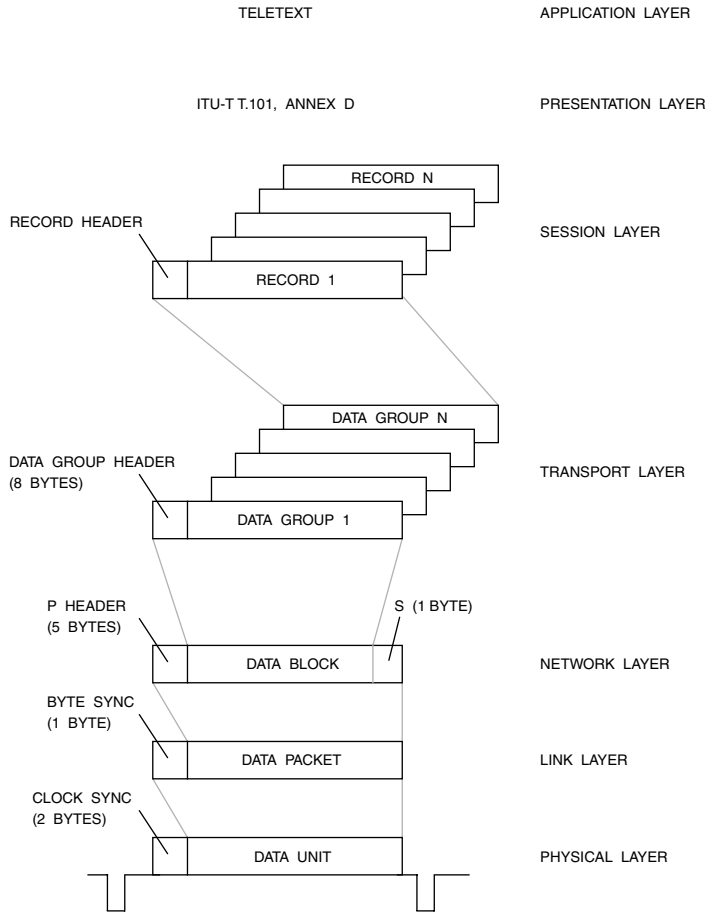 TELETEXT APPLICATION LAYER
ITU-T T.101, ANNEX D PRESENTATION LAYER
RECORD N
RECORD HEADER
SESSION LAYER
RECORD 1
DATA GROUP N
DATA GROUP HEADER
(8 BYTES)
TRANSPORT LAYER
DATA GROUP 1
P HEADER
(5 BYTES)
S (1 BYTE)
DATA BLOCK
NETWORK LAYER
BYTE SYNC
(1 BYTE)
DATA PACKET
LINK LAYER
CLOCK SYNC
(2 BYTES)
DATA UNIT
PHYSICAL LAYER